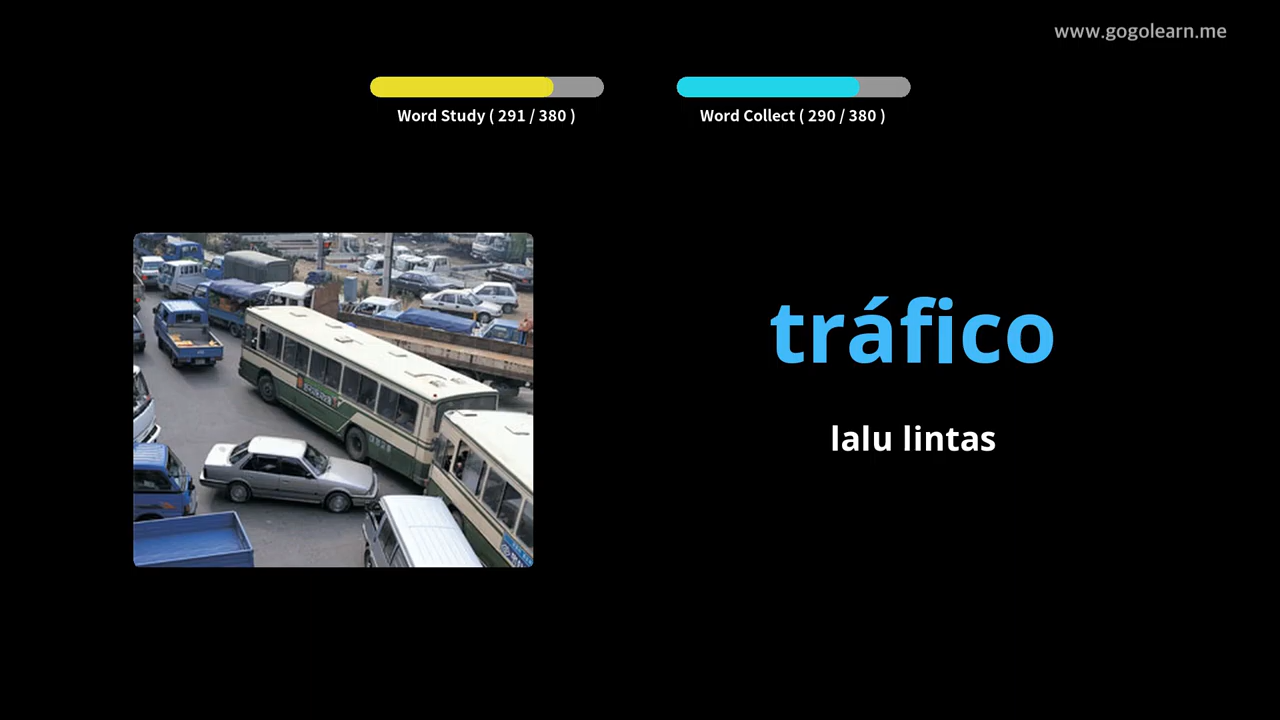 www.gogolearn.me
Word Study ( 291 / 380 )
Word Collect ( 290 / 380 )
tráfico
lalu lintas